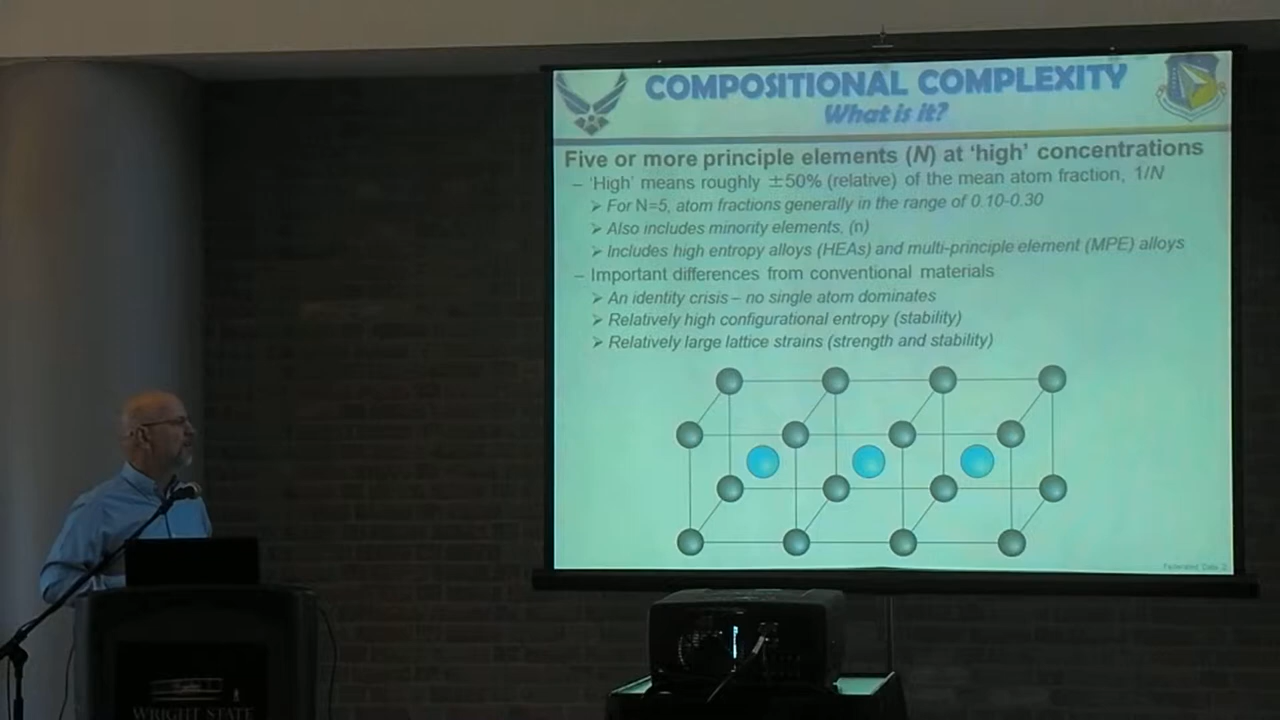 COMPOSITIONAL COMPLEXITY
What is it?
Five or more principle elements (N) at ‘high’ concentrations
– ‘High’ means roughly ±50% (relative) of the mean atom fraction, 1/N
➢ For N=5, atom fractions generally in the range of 0.10-0.30
➢ Also includes minority elements, (n)
➢ Includes high entropy alloys (HEAs) and multi-principle element (MPE) alloys
– Important differences from conventional materials
➢ An identity crisis – no single atom dominates
➢ Relatively high configurational entropy (stability)
➢ Relatively large lattice strains (strength and stability)
WRIGHT STATE